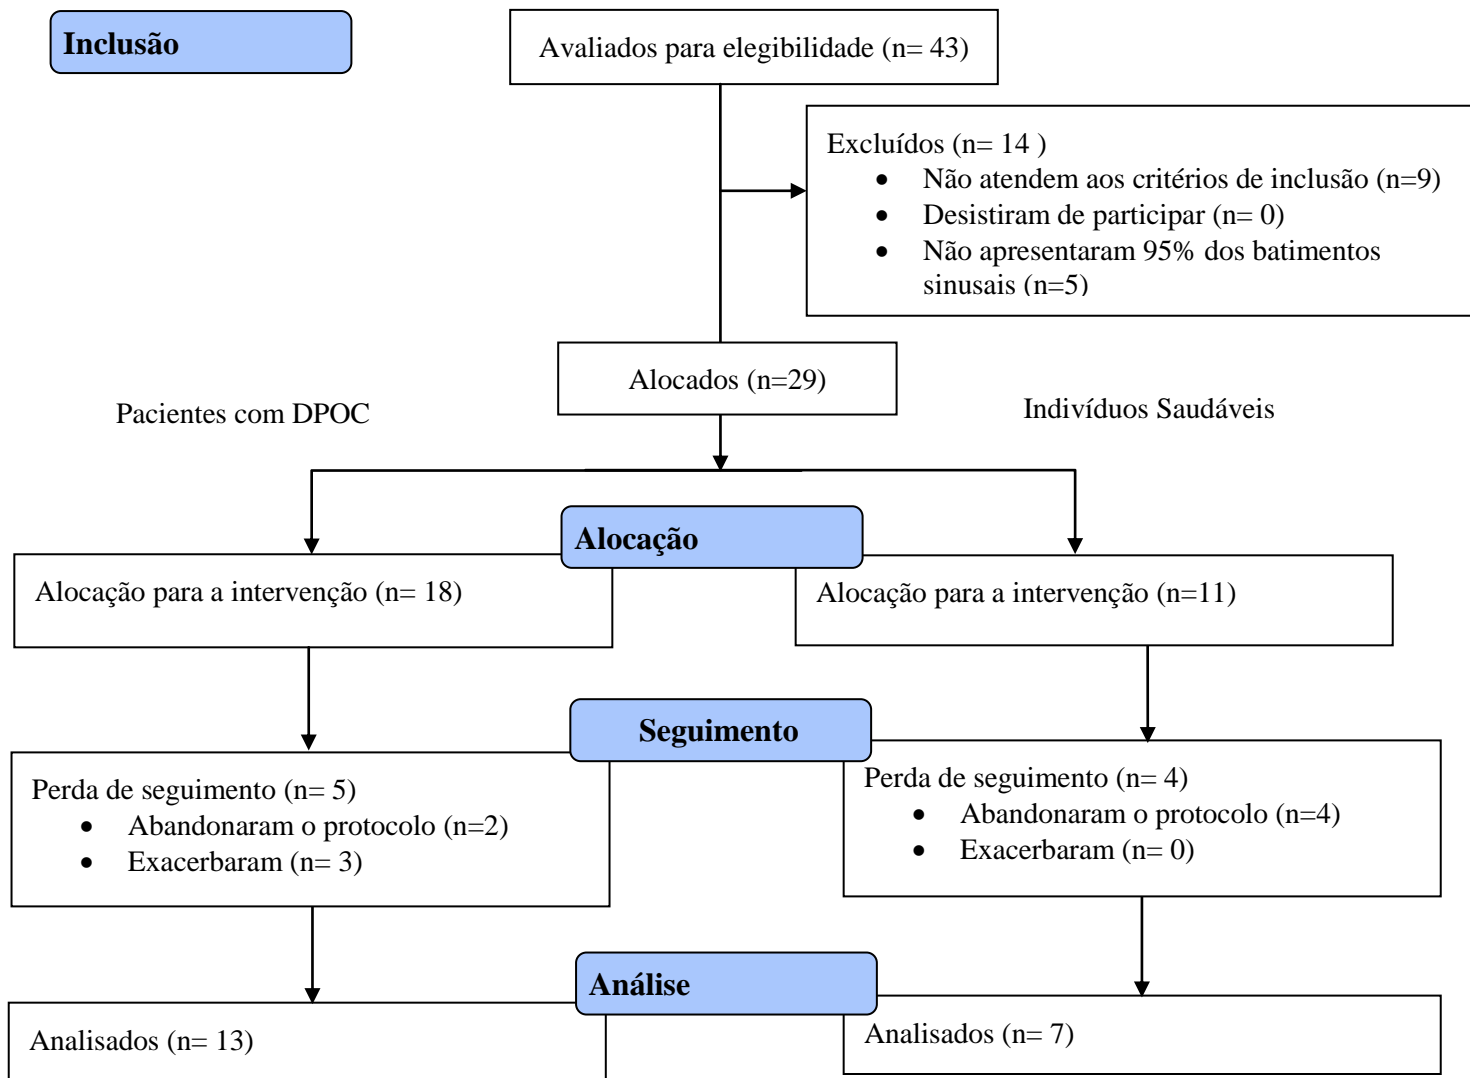 Inclusão
Avaliados para elegibilidade (n= 43)
Excluídos (n= 14 )
• Não atendem aos critérios de inclusão (n=9)
• Desistiram de participar (n= 0)
• Não apresentaram 95% dos batimentos
sinusais (n=5)
Alocados (n=29)
Pacientes com DPOC
Indivíduos Saudáveis
Alocação
Alocação para a intervenção (n= 18)
Alocação para a intervenção (n=11)
Seguimento
Perda de seguimento (n= 5)
• Abandonaram o protocolo (n=2)
• Exacerbaram (n= 3)
Perda de seguimento (n= 4)
• Abandonaram o protocolo (n=4)
• Exacerbaram (n= 0)
Análise
Analisados (n= 13)
Analisados (n= 7)